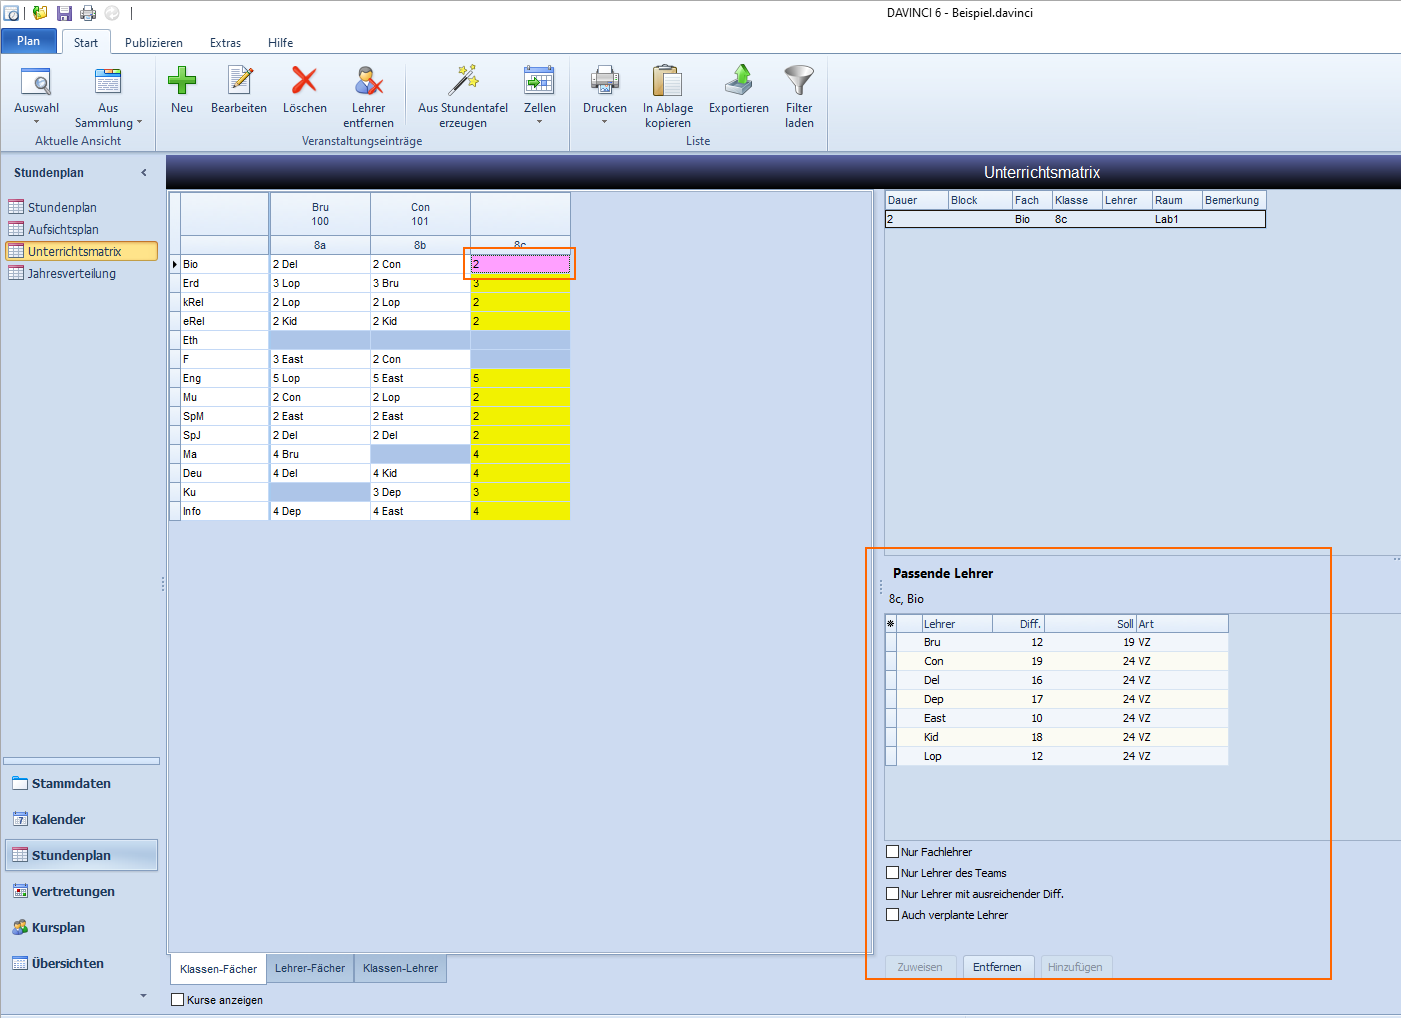 DAVINCI 6 - Beispiel.davinci
Plan Start Publizieren Extras Hilfe
Auswahl
Aus Sammlung
Neu
Bearbeiten
Löschen
Lehrer entfernen
Aus Stundentafel erzeugen
Zellen
Drucken
In Ablage kopieren
Exportieren
Filter laden
Aktuelle Ansicht Veranstaltungseinträge Liste
Stundenplan
Stundenplan
Aufsichtsplan
Unterrichtsmatrix
Jahresverteilung
Stammdaten
Kalender
Stundenplan
Vertretungen
Kursplan
Übersichten
Unterrichtsmatrix
Bru Con
100 101
8a 8b 8c
Bio 2 Del 2 Con 2
Erd 3 Lop 3 Bru 3
kRel 2 Lop 2 Lop 2
eRel 2 Kid 2 Kid 2
Eth
F 3 East 2 Con
Eng 5 Lop 5 East 5
Mu 2 Con 2 Lop 2
SpM 2 East 2 East 2
SpJ 2 Del 2 Del 2
Ma 4 Bru 4
Deu 4 Del 4 Kid 4
Ku 3 Dep 3
Info 4 Dep 4 East 4
Klassen-Fächer Lehrer-Fächer Klassen-Lehrer
Kurse anzeigen
Dauer Block Fach Klasse Lehrer Raum Bemerkung
2 Bio 8c Lab1
Passende Lehrer
8c, Bio
Lehrer Diff. Soll Art
Bru 12 19 VZ
Con 19 24 VZ
Del 16 24 VZ
Dep 17 24 VZ
East 10 24 VZ
Kid 18 24 VZ
Lop 12 24 VZ
Nur Fachlehrer
Nur Lehrer des Teams
Nur Lehrer mit ausreichender Diff.
Auch verplante Lehrer
Zuweisen Entfernen Hinzufügen